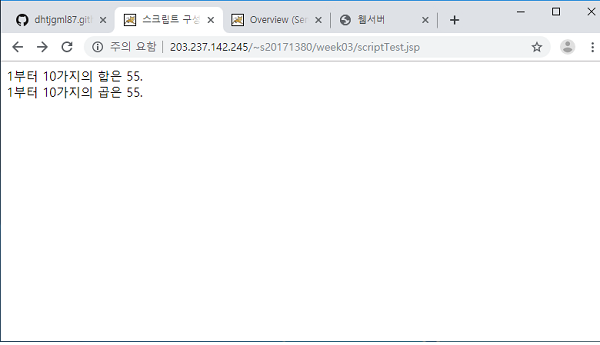 dhtjgml87.git
스크립트 구성
Overview (Ser
웹서버
주의 요함
203.237.142.245/~s20171380/week03/scriptTest.jsp
1부터 10가지의 합은 55.
1부터 10가지의 곱은 55.